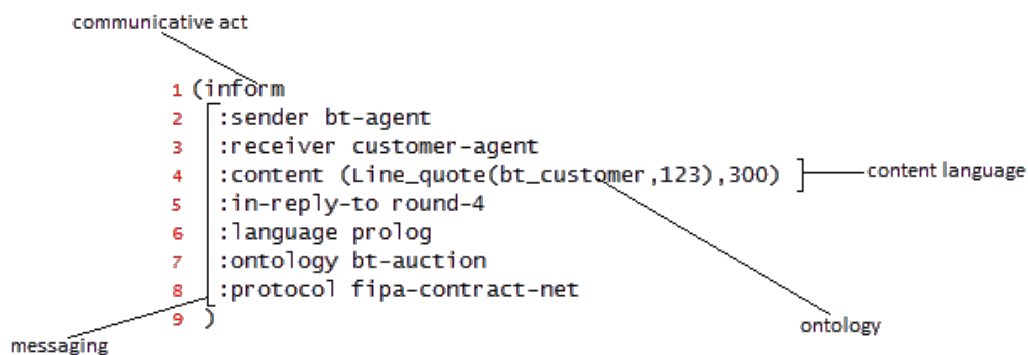 communicative act
1 (inform
2 :sender bt-agent
3 :receiver customer-agent
4 :content (Line_quote(bt_customer,123),300)
content language
5 :in-reply-to round-4
6 :language prolog
7 :ontology bt-auction
8 :protocol fipa-contract-net
9 )
ontology
messaging